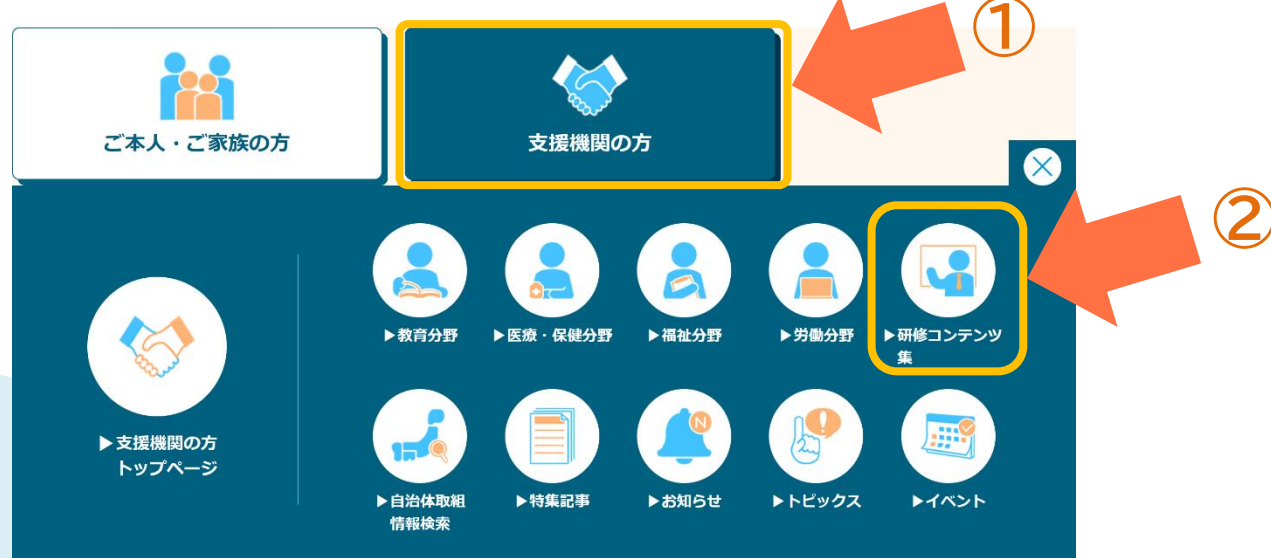 ①
ご本人・ご家族の方
支援機関の方
②
▶教育分野
▶医療・保健分野
▶福祉分野
▶労働分野
▶研修コンテンツ
集
▶支援機関の方
トップページ
N
▶自治体取組
情報検索
▶特集記事
▶お知らせ
▶トピックス
▶イベント